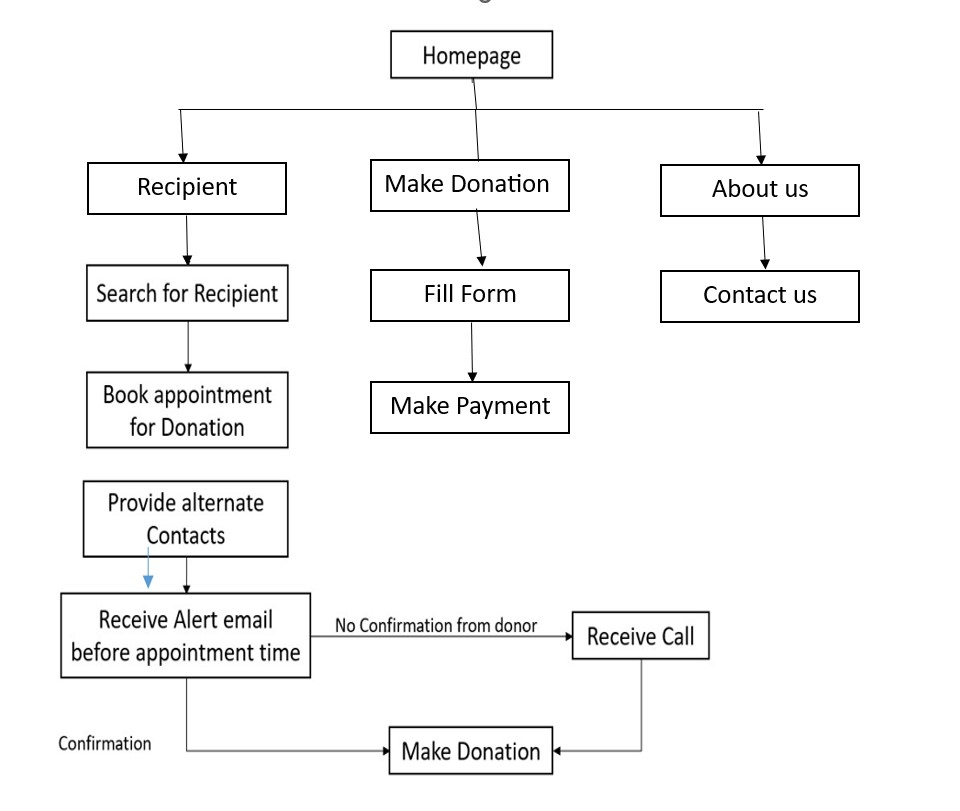 Homepage
Recipient
Make Donation
About us
Search for Recipient
Fill Form
Contact us
Book appointment
for Donation
Make Payment
Provide alternate
Contacts
Receive Alert email
before appointment time
No Confirmation from donor
Receive Call
Confirmation
Make Donation